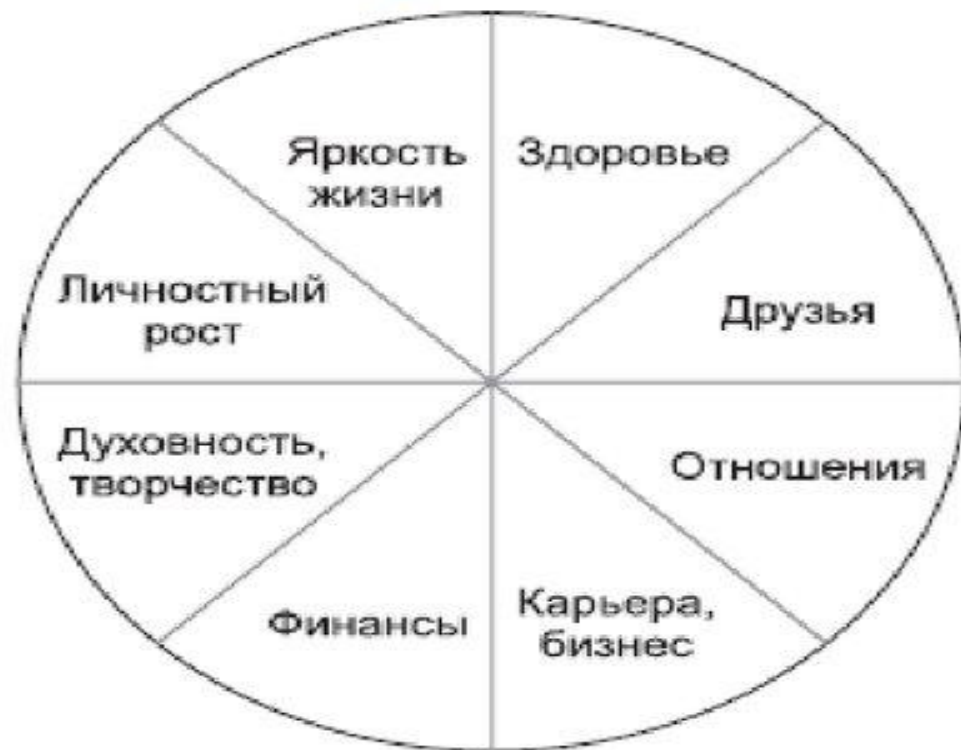 Яркость
жизни
Здоровье
Личностный
рост
Друзья
Духовность,
творчество
Отношения
Финансы
Карьера,
бизнес